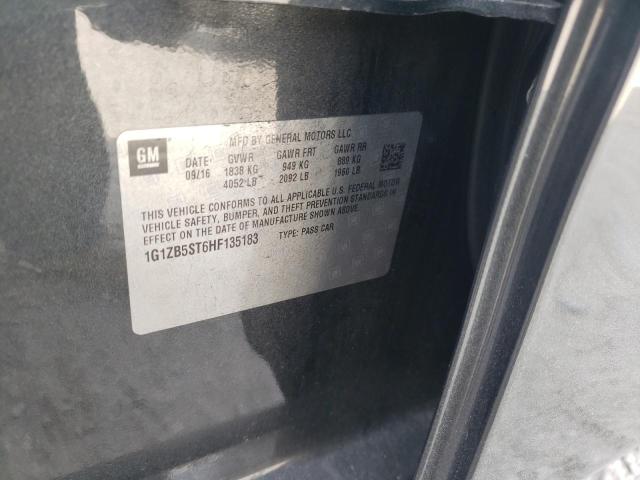 GM
MFD BY GENERAL MOTORS LLC
DATE GVWR GAWR FRT GAWR RR
09/16 1838 KG 949 KG 889 KG
4052 LB 2092 LB 1960 LB
THIS VEHICLE CONFORMS TO ALL APPLICABLE U.S. FEDERAL MOTOR
VEHICLE SAFETY, BUMPER, AND THEFT PREVENTION STANDARDS IN
EFFECT ON THE DATE OF MANUFACTURE SHOWN ABOVE.
1G1ZB5ST6HF135183 TYPE: PASS CAR